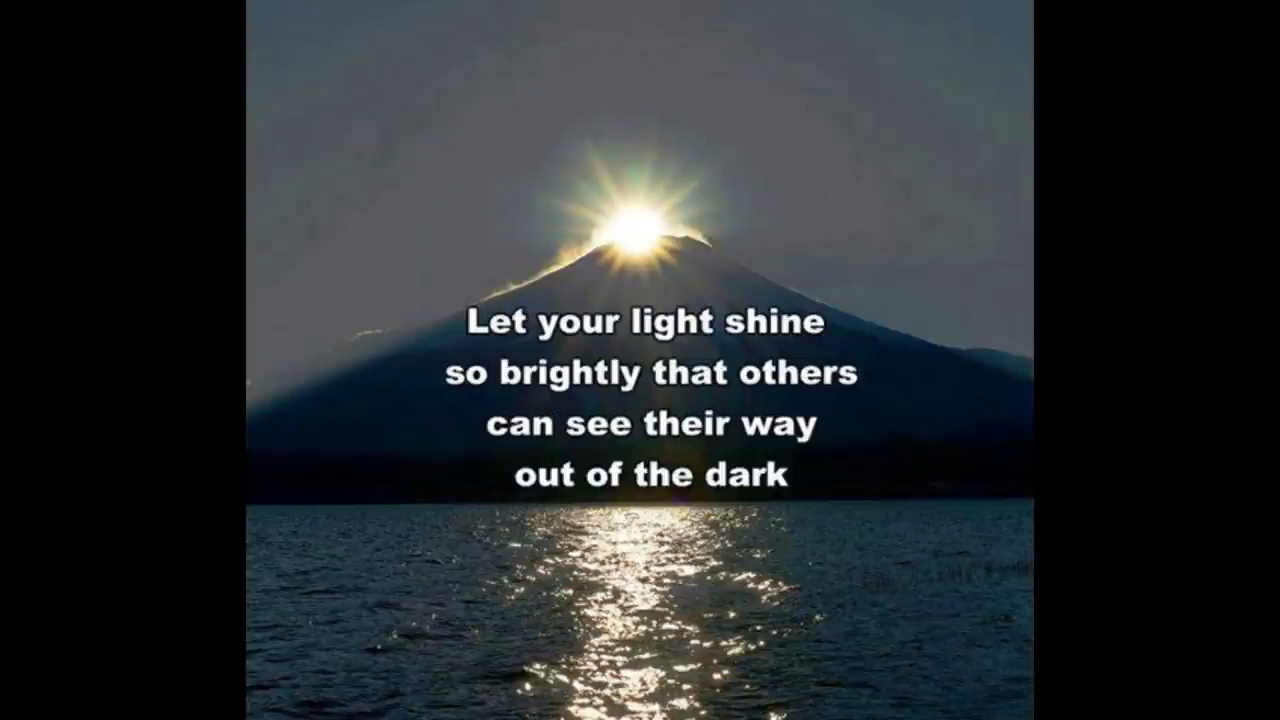 Let your light shine
so brightly that others
can see their way
out of the dark